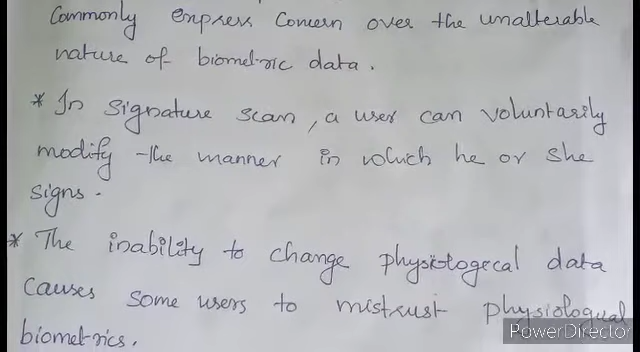 Commonly express concern over the unalterable
nature of biometric data.
* In signature scan, a user can voluntarily
modify the manner in which he or she
signs.
* The inability to change physiological data
causes some users to mistrust physiological
biometrics.
PowerDirecto